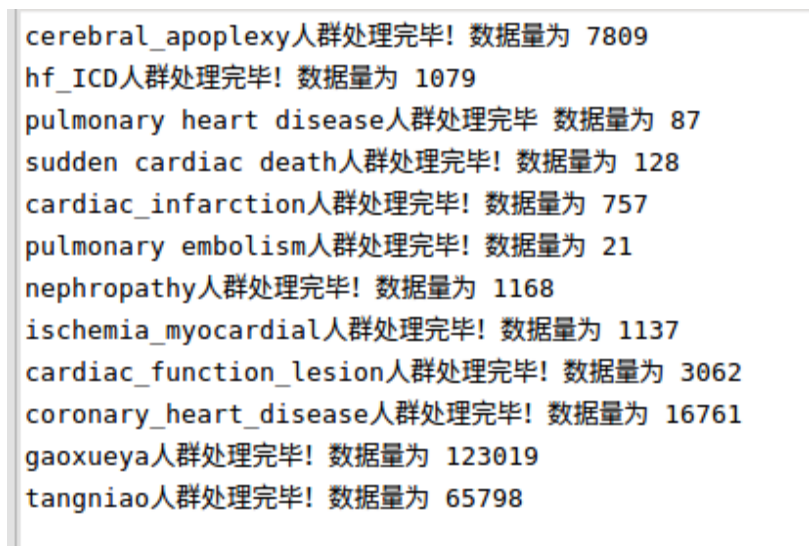 cerebral_apoplexy人群处理完毕! 数据量为 7809
hf_ICD人群处理完毕! 数据量为 1079
pulmonary heart disease人群处理完毕 数据量为 87
sudden cardiac death人群处理完毕! 数据量为 128
cardiac_infarction人群处理完毕! 数据量为 757
pulmonary embolism人群处理完毕! 数据量为 21
nephropathy人群处理完毕! 数据量为 1168
ischemia_myocardial人群处理完毕! 数据量为 1137
cardiac_function_lesion人群处理完毕! 数据量为 3062
coronary_heart_disease人群处理完毕! 数据量为 16761
gaoxueya人群处理完毕! 数据量为 123019
tangniao人群处理完毕! 数据量为 65798